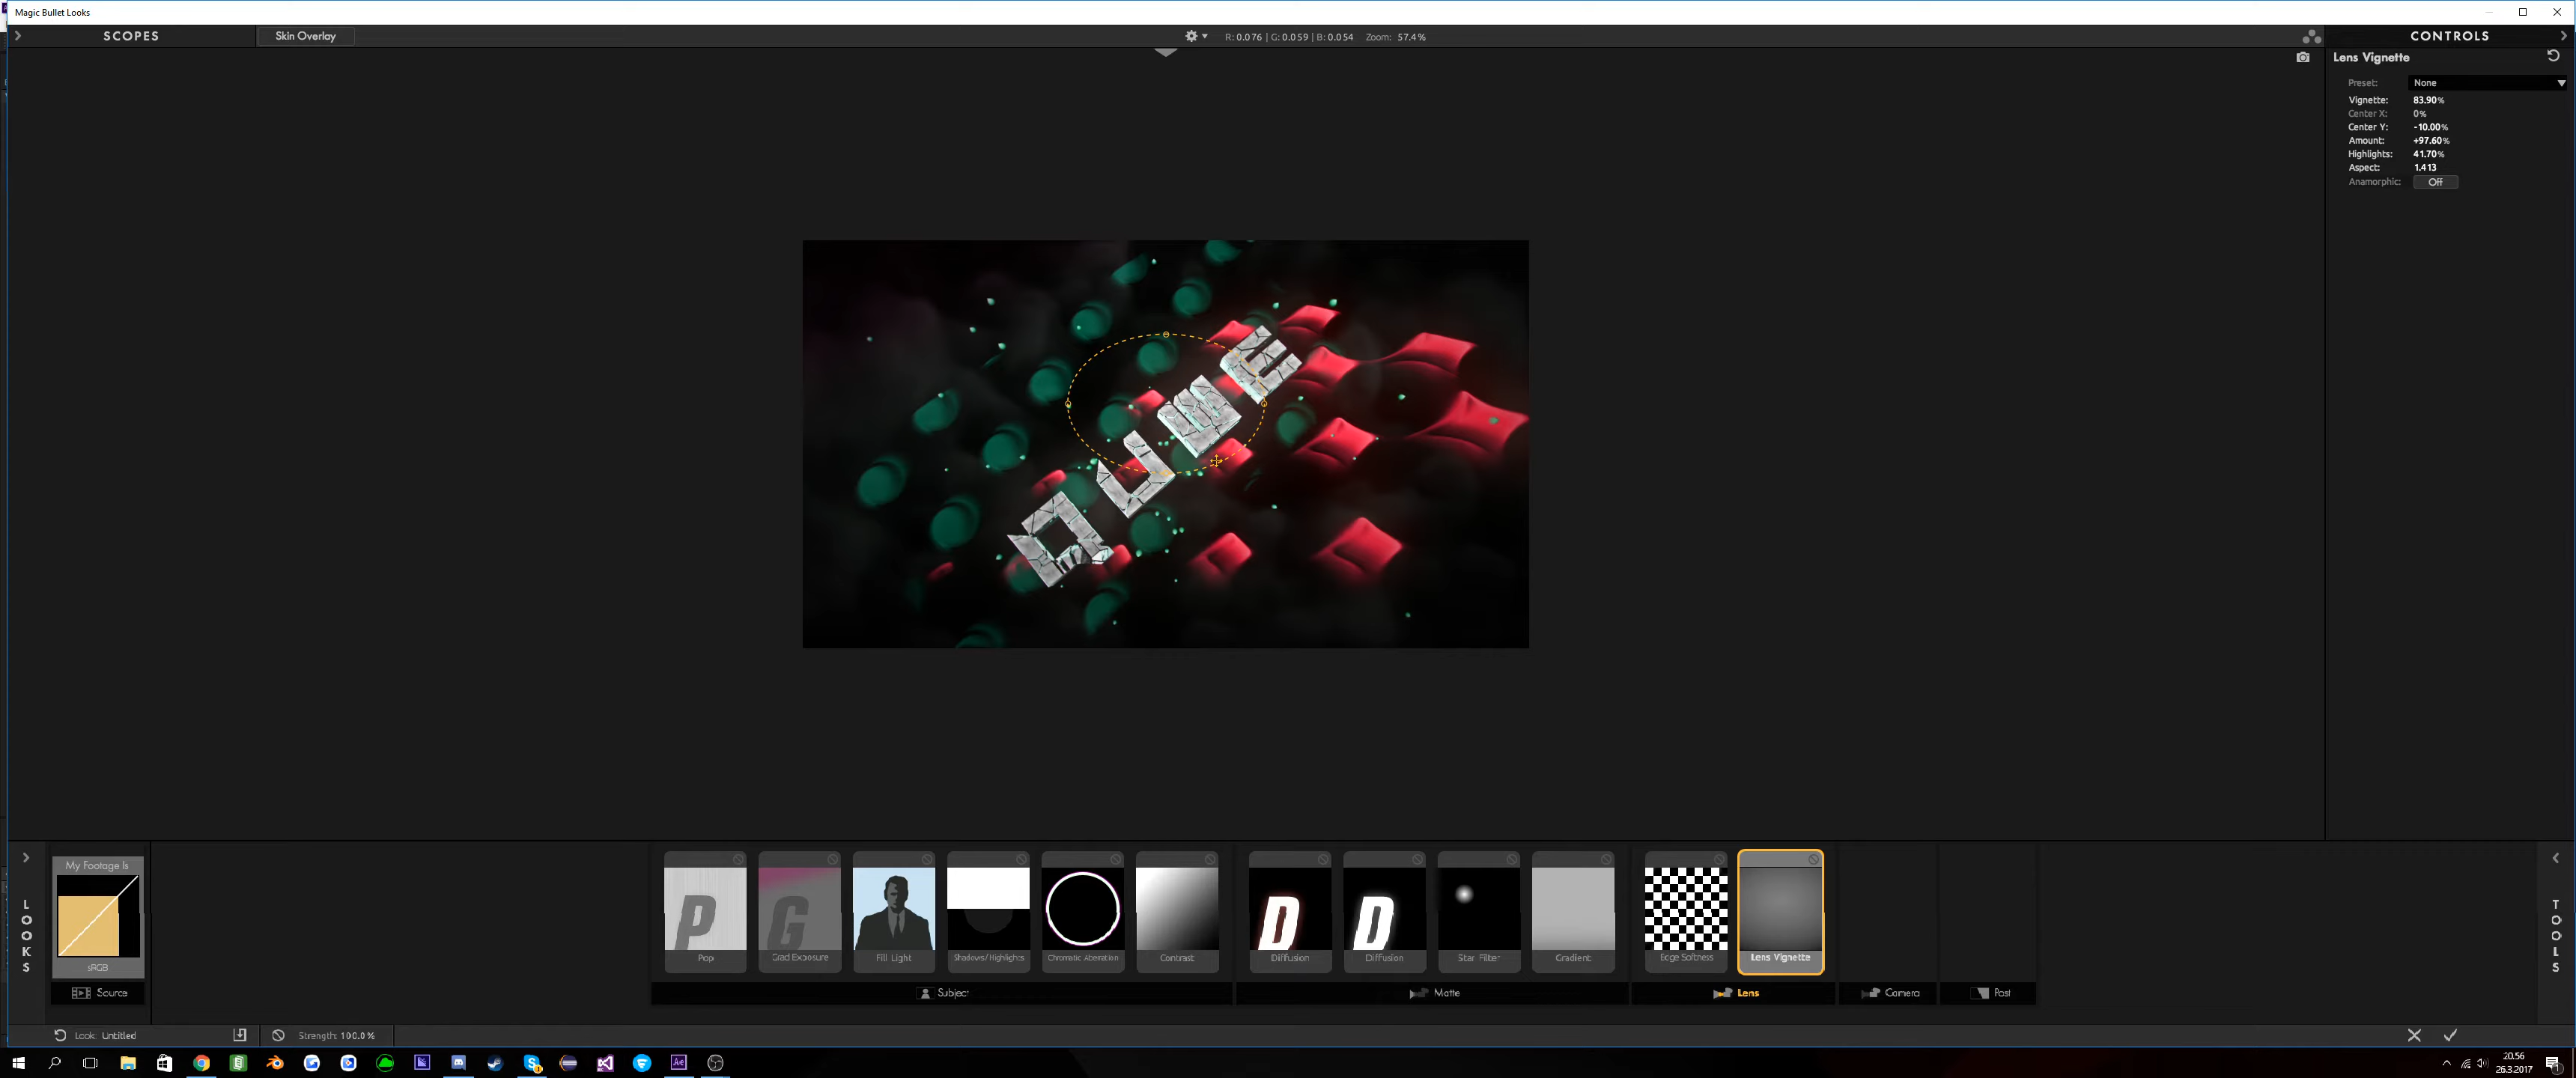 Magic Bullet Looks
SCOPES
Skin Overlay
R: 0.076 | G: 0.059 | B: 0.054 Zoom: 57.4%
CONTROLS
Lens Vignette
Preset: None
Vignette: 83.90%
Center X: 0%
Center Y: -10.00%
Amount: +97.60%
Highlights: 41.70%
Aspect: 1.413
Anamorphic: Off
LOOKS
My Footage Is
sRGB
Source
P
Pop
G
Grad Exposure
Fill Light
Shadows/Highlights
Chromatic Aberration
Contrast
Subject
D
Diffusion
D
Diffusion
Star Filter
Gradient
Matte
Edge Softness
Lens Vignette
Lens
Camera
Post
TOOLS
Look: Untitled
Strength: 100.0%
Ae
20.56
26.3.2017